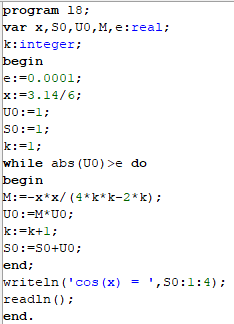 program l8;
var x,S0,U0,M,e:real;
k:integer;
begin
e:=0.0001;
x:=3.14/6;
U0:=1;
S0:=1;
k:=1;
while abs(U0)>e do
begin
M:=-x*x/(4*k*k-2*k);
U0:=M*U0;
k:=k+1;
S0:=S0+U0;
end;
writeln('cos(x) = ',S0:1:4);
readln();
end.